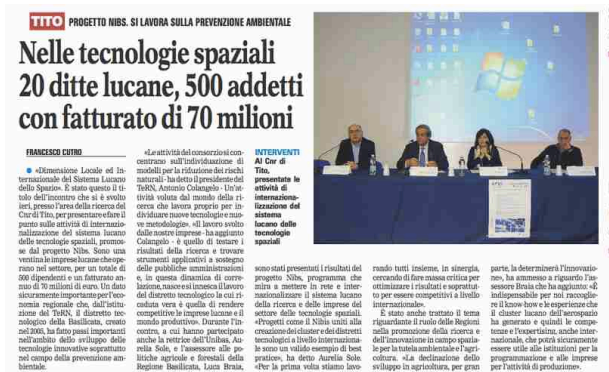 TITO PROGETTO NIBS. SI LAVORA SULLA PREVENZIONE AMBIENTALE
Nelle tecnologie spaziali
20 ditte lucane, 500 addetti
con fatturato di 70 milioni
FRANCESCO CUTRO
● «Dimensione Locale ed In-
ternazionale del Sistema Lucano
dello Spazio». È stato questo il ti-
tolo dell'incontro che si è svolto
ieri, presso l'area della ricerca del
Cnr di Tito, per presentare e fare il
punto sulle attività di internazio-
nalizzazione del sistema lucano
delle tecnologie spaziali, promos-
se dal progetto Nibs. Sono una
ventina le imprese lucane che ope-
rano nel settore, per un totale di
500 dipendenti e un fatturato an-
nuo di 70 milioni di euro. Un dato
sicuramente importante per l'eco-
nomia regionale che, dall'istitu-
zione del TeRN, il distretto tecno-
logico della Basilicata, creato
nel 2005, ha fatto passi importanti
nell'ambito dello sviluppo delle
tecnologie innovative soprattutto
nel campo della prevenzione am-
bientale.
«Le attività del consorzio si con-
centrano sull'individuazione di
modelli per la riduzione dei rischi
naturali - ha detto il presidente del
TeRN, Antonio Colangelo - Un'at-
tività voluta dal mondo della ri-
cerca che lavora proprio per in-
dividuare nuove tecnologie e nuo-
ve metodologie». «Il lavoro svolto
dalle nostre imprese - ha aggiunto
Colangelo - è quello di testare i
risultati della ricerca e trovare
strumenti applicativi a sostegno
delle pubbliche amministrazioni
e, in questa dinamica di corre-
lazione, nasce e si innesca il lavoro
del distretto tecnologico la cui ri-
caduta vera è quella di rendere
competitive le imprese lucane e il
mondo produttivo». Durante l'in-
contro, a cui hanno partecipato
anche la rettrice dell'Unibas, Au-
relia Sole, e l'assessore alle po-
litiche agricole e forestali della
Regione Basilicata, Luca Braia,
INTERVENTI
Al Cnr di
Tito,
presentate le
attività di
internaziona-
lizzazione del
sistema
lucano delle
tecnologie
spaziali
sono stati presentati i risultati del
progetto Nibs, programma che
mira a mettere in rete e inter-
nazionalizzare il sistema lucano
della ricerca e delle imprese del
settore delle tecnologie spaziali.
«Progetti come il Nibs uniti alla
creazione dei cluster e dei distretti
tecnologici a livello internaziona-
le sono un valido esempio di best
pratice», ha detto Aurelia Sole.
«Per la prima volta stiamo lavo-
rando tutti insieme, in sinergia,
cercando di fare massa critica per
ottimizzare i risultati e soprattut-
to per essere competitivi a livello
internazionale».
È stato anche trattato il tema
riguardante il ruolo delle Regioni
nella promozione della ricerca e
dell'innovazione in campo spazia-
le per la tutela ambientale e l'agri-
coltura. «La declinazione dello
sviluppo in agricoltura, per gran
parte, la determinerà l'innovazio-
ne», ha ammesso a riguardo l'as-
sessore Braia che ha aggiunto: «È
indispensabile per noi raccoglie-
re il know-how e le esperienze che
il cluster lucano dell'aerospazio
ha generato e quindi le compe-
tenze e l'expertising, anche inter-
nazionale, che potrà sicuramente
essere utile alle istituzioni per la
programmazione e alle imprese
per l'attività di produzione».